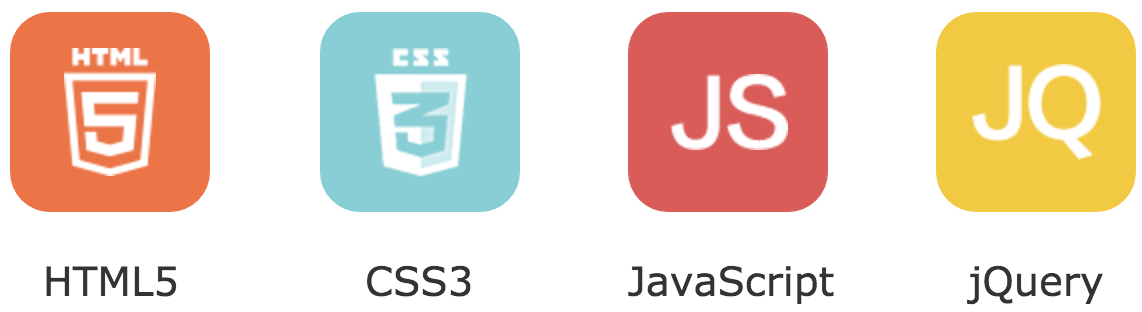 HTML
5
CSS
3
JS
JQ
HTML5
CSS3
JavaScript
jQuery